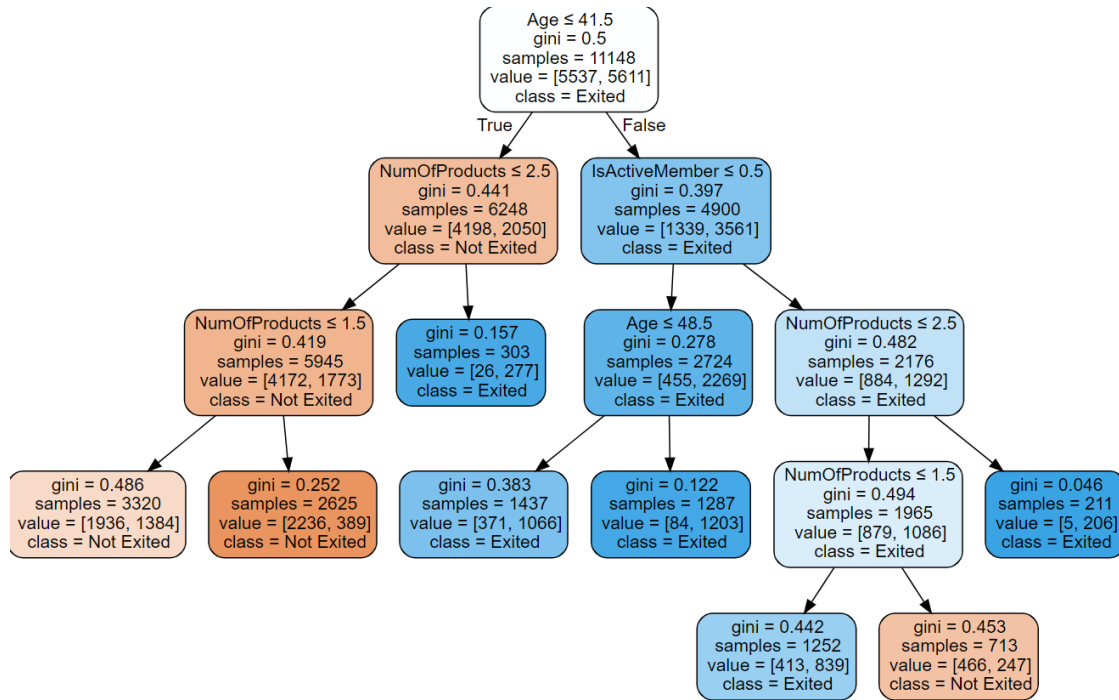 Age ≤ 41.5
gini = 0.5
samples = 11148
value = [5537, 5611]
class = Exited
True
False
NumOfProducts ≤ 2.5
gini = 0.441
samples = 6248
value = [4198, 2050]
class = Not Exited
IsActiveMember ≤ 0.5
gini = 0.397
samples = 4900
value = [1339, 3561]
class = Exited
NumOfProducts ≤ 1.5
gini = 0.419
samples = 5945
value = [4172, 1773]
class = Not Exited
gini = 0.157
samples = 303
value = [26, 277]
class = Exited
Age ≤ 48.5
gini = 0.278
samples = 2724
value = [455, 2269]
class = Exited
NumOfProducts ≤ 2.5
gini = 0.482
samples = 2176
value = [884, 1292]
class = Exited
gini = 0.486
samples = 3320
value = [1936, 1384]
class = Not Exited
gini = 0.252
samples = 2625
value = [2236, 389]
class = Not Exited
gini = 0.383
samples = 1437
value = [371, 1066]
class = Exited
gini = 0.122
samples = 1287
value = [84, 1203]
class = Exited
NumOfProducts ≤ 1.5
gini = 0.494
samples = 1965
value = [879, 1086]
class = Exited
gini = 0.046
samples = 211
value = [5, 206]
class = Exited
gini = 0.442
samples = 1252
value = [413, 839]
class = Exited
gini = 0.453
samples = 713
value = [466, 247]
class = Not Exited